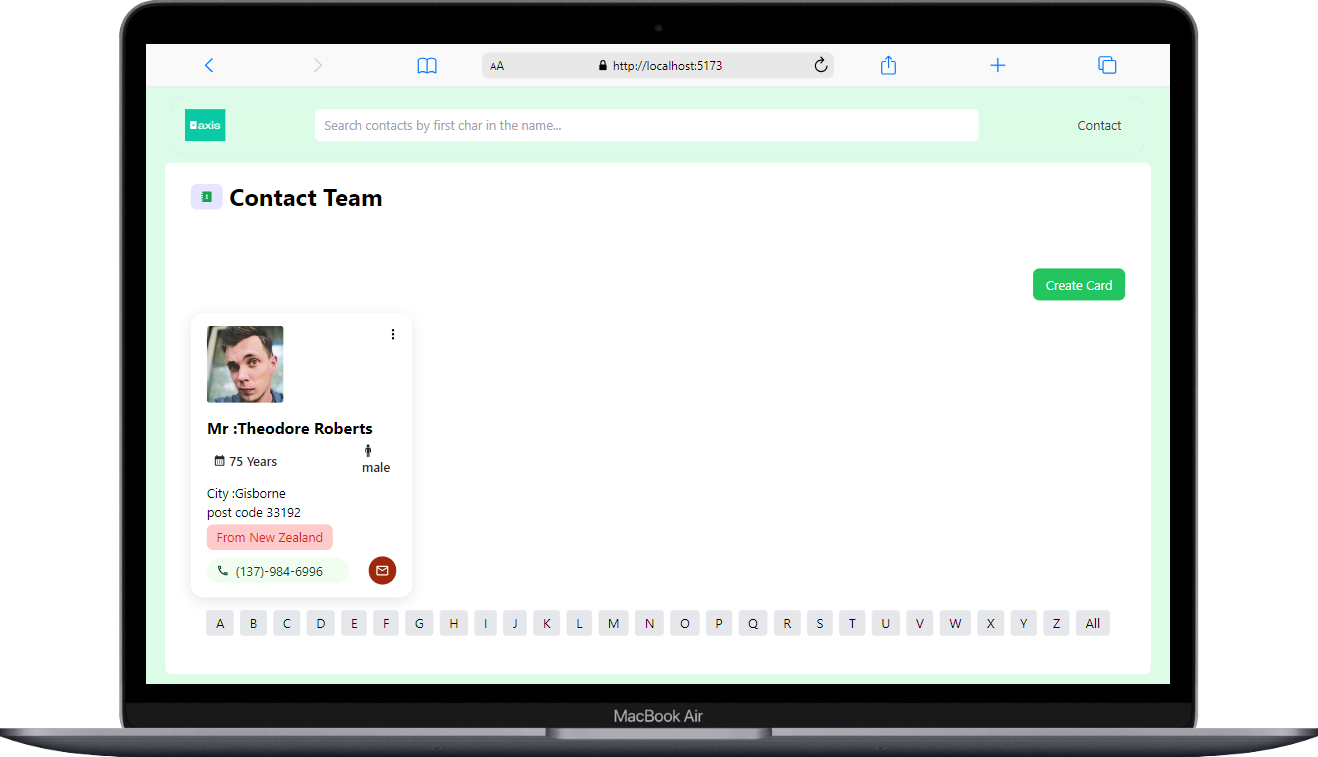 AA http://localhost:5173
axis Search contacts by first char in the name... Contact
Contact Team
Create Card
Mr :Theodore Roberts
75 Years
male
City :Gisborne
post code 33192
From New Zealand
(137)-984-6996
A B C D E F G H I J K L M N O P Q R S T U V W X Y Z All
MacBook Air